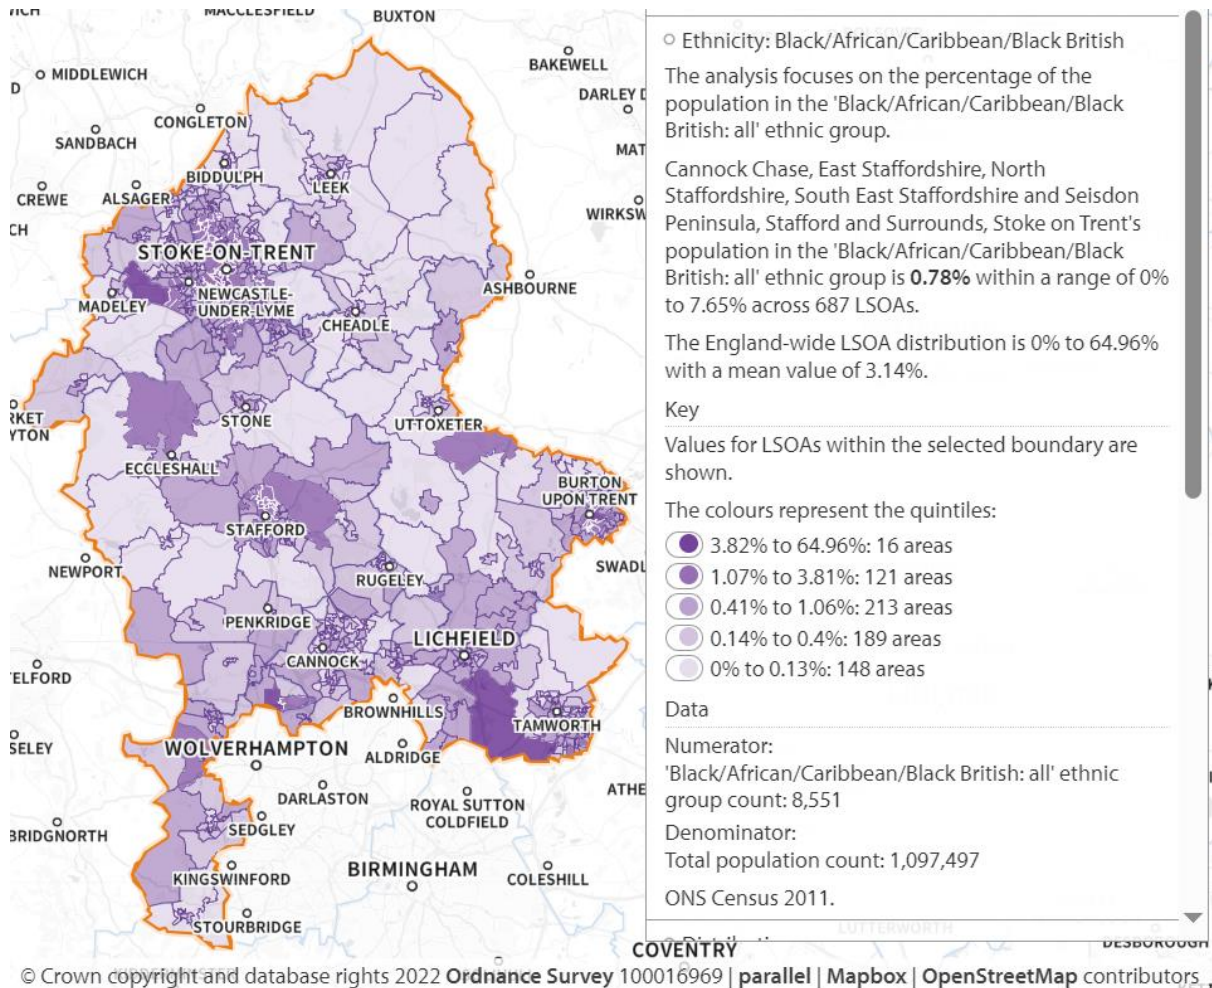 MACCLESFIELD
BUXTON
BAKEWELL
MIDDLEWICH
DARLEY D
CONGLETON
SANDBACH
MAT
BIDDULPH
LEEK
CREWE
ALSAGER
WIRKSW
CH
STOKE-ON-TRENT
ASHBOURNE
MADELEY
NEWCASTLE-
UNDER-LYME
CHEADLE
RKET
YTON
STONE
UTTOXETER
ECCLESHALL
BURTON
UPON TRENT
STAFFORD
NEWPORT
RUGELEY
SWADL
PENKRIDGE
LICHFIELD
CANNOCK
TELFORD
BROWNHILLS
TAMWORTH
SELEY
WOLVERHAMPTON
ALDRIDGE
DARLASTON
ATHE
ROYAL SUTTON
COLDFIELD
BRIDGNORTH
SEDGLEY
KINGSWINFORD
BIRMINGHAM
COLESHILL
STOURBRIDGE
COVENTRY
LUTTERWORTH
DESBOROUGH
Ethnicity: Black/African/Caribbean/Black British
The analysis focuses on the percentage of the
population in the 'Black/African/Caribbean/Black
British: all' ethnic group.
Cannock Chase, East Staffordshire, North
Staffordshire, South East Staffordshire and Seisdon
Peninsula, Stafford and Surrounds, Stoke on Trent's
population in the 'Black/African/Caribbean/Black
British: all' ethnic group is 0.78% within a range of 0%
to 7.65% across 687 LSOAs.
The England-wide LSOA distribution is 0% to 64.96%
with a mean value of 3.14%.
Key
Values for LSOAs within the selected boundary are
shown.
The colours represent the quintiles:
3.82% to 64.96%: 16 areas
1.07% to 3.81%: 121 areas
0.41% to 1.06%: 213 areas
0.14% to 0.4%: 189 areas
0% to 0.13%: 148 areas
Data
Numerator:
'Black/African/Caribbean/Black British: all' ethnic
group count: 8,551
Denominator:
Total population count: 1,097,497
ONS Census 2011.
© Crown copyright and database rights 2022 Ordnance Survey 100016969 | parallel | Mapbox | OpenStreetMap contributors